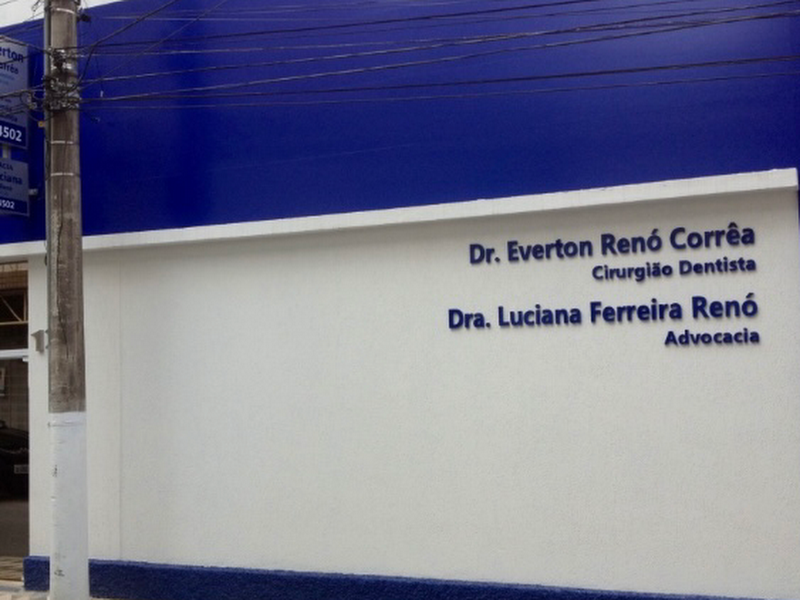 Dr. Everton Renó Corrêa
Cirurgião Dentista
Dra. Luciana Ferreira Renó
Advocacia